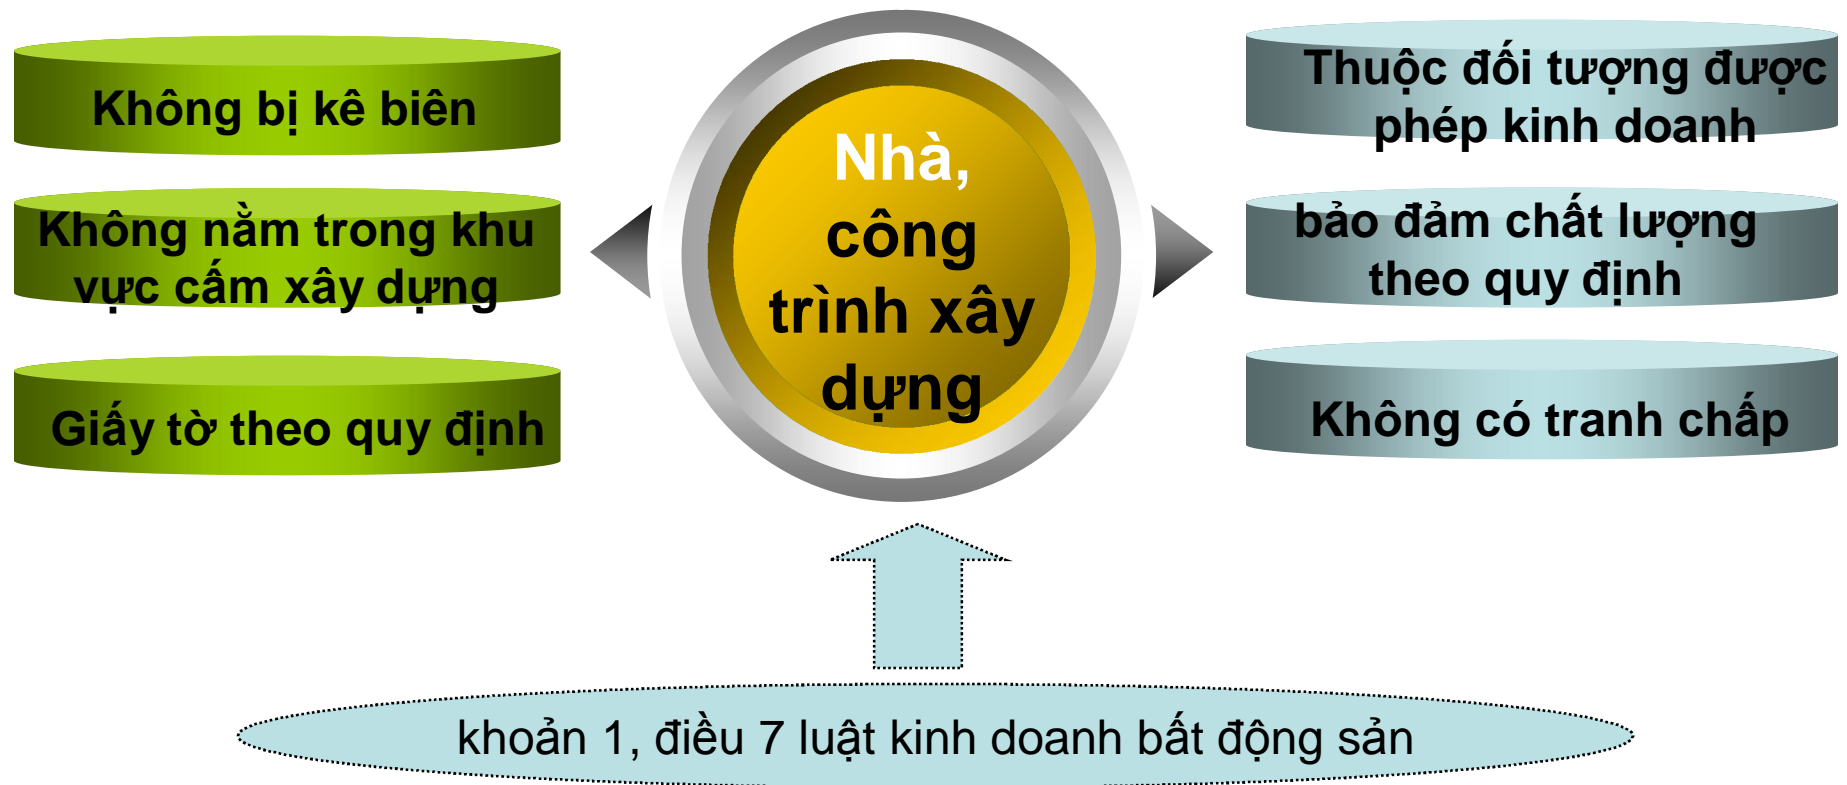 Không bị kê biên
Không nằm trong khu
vực cấm xây dựng
Giấy tờ theo quy định
Nhà,
công
trình xây
dựng
Thuộc đối tượng được
phép kinh doanh
bảo đảm chất lượng
theo quy định
Không có tranh chấp
khoản 1, điều 7 luật kinh doanh bất động sản